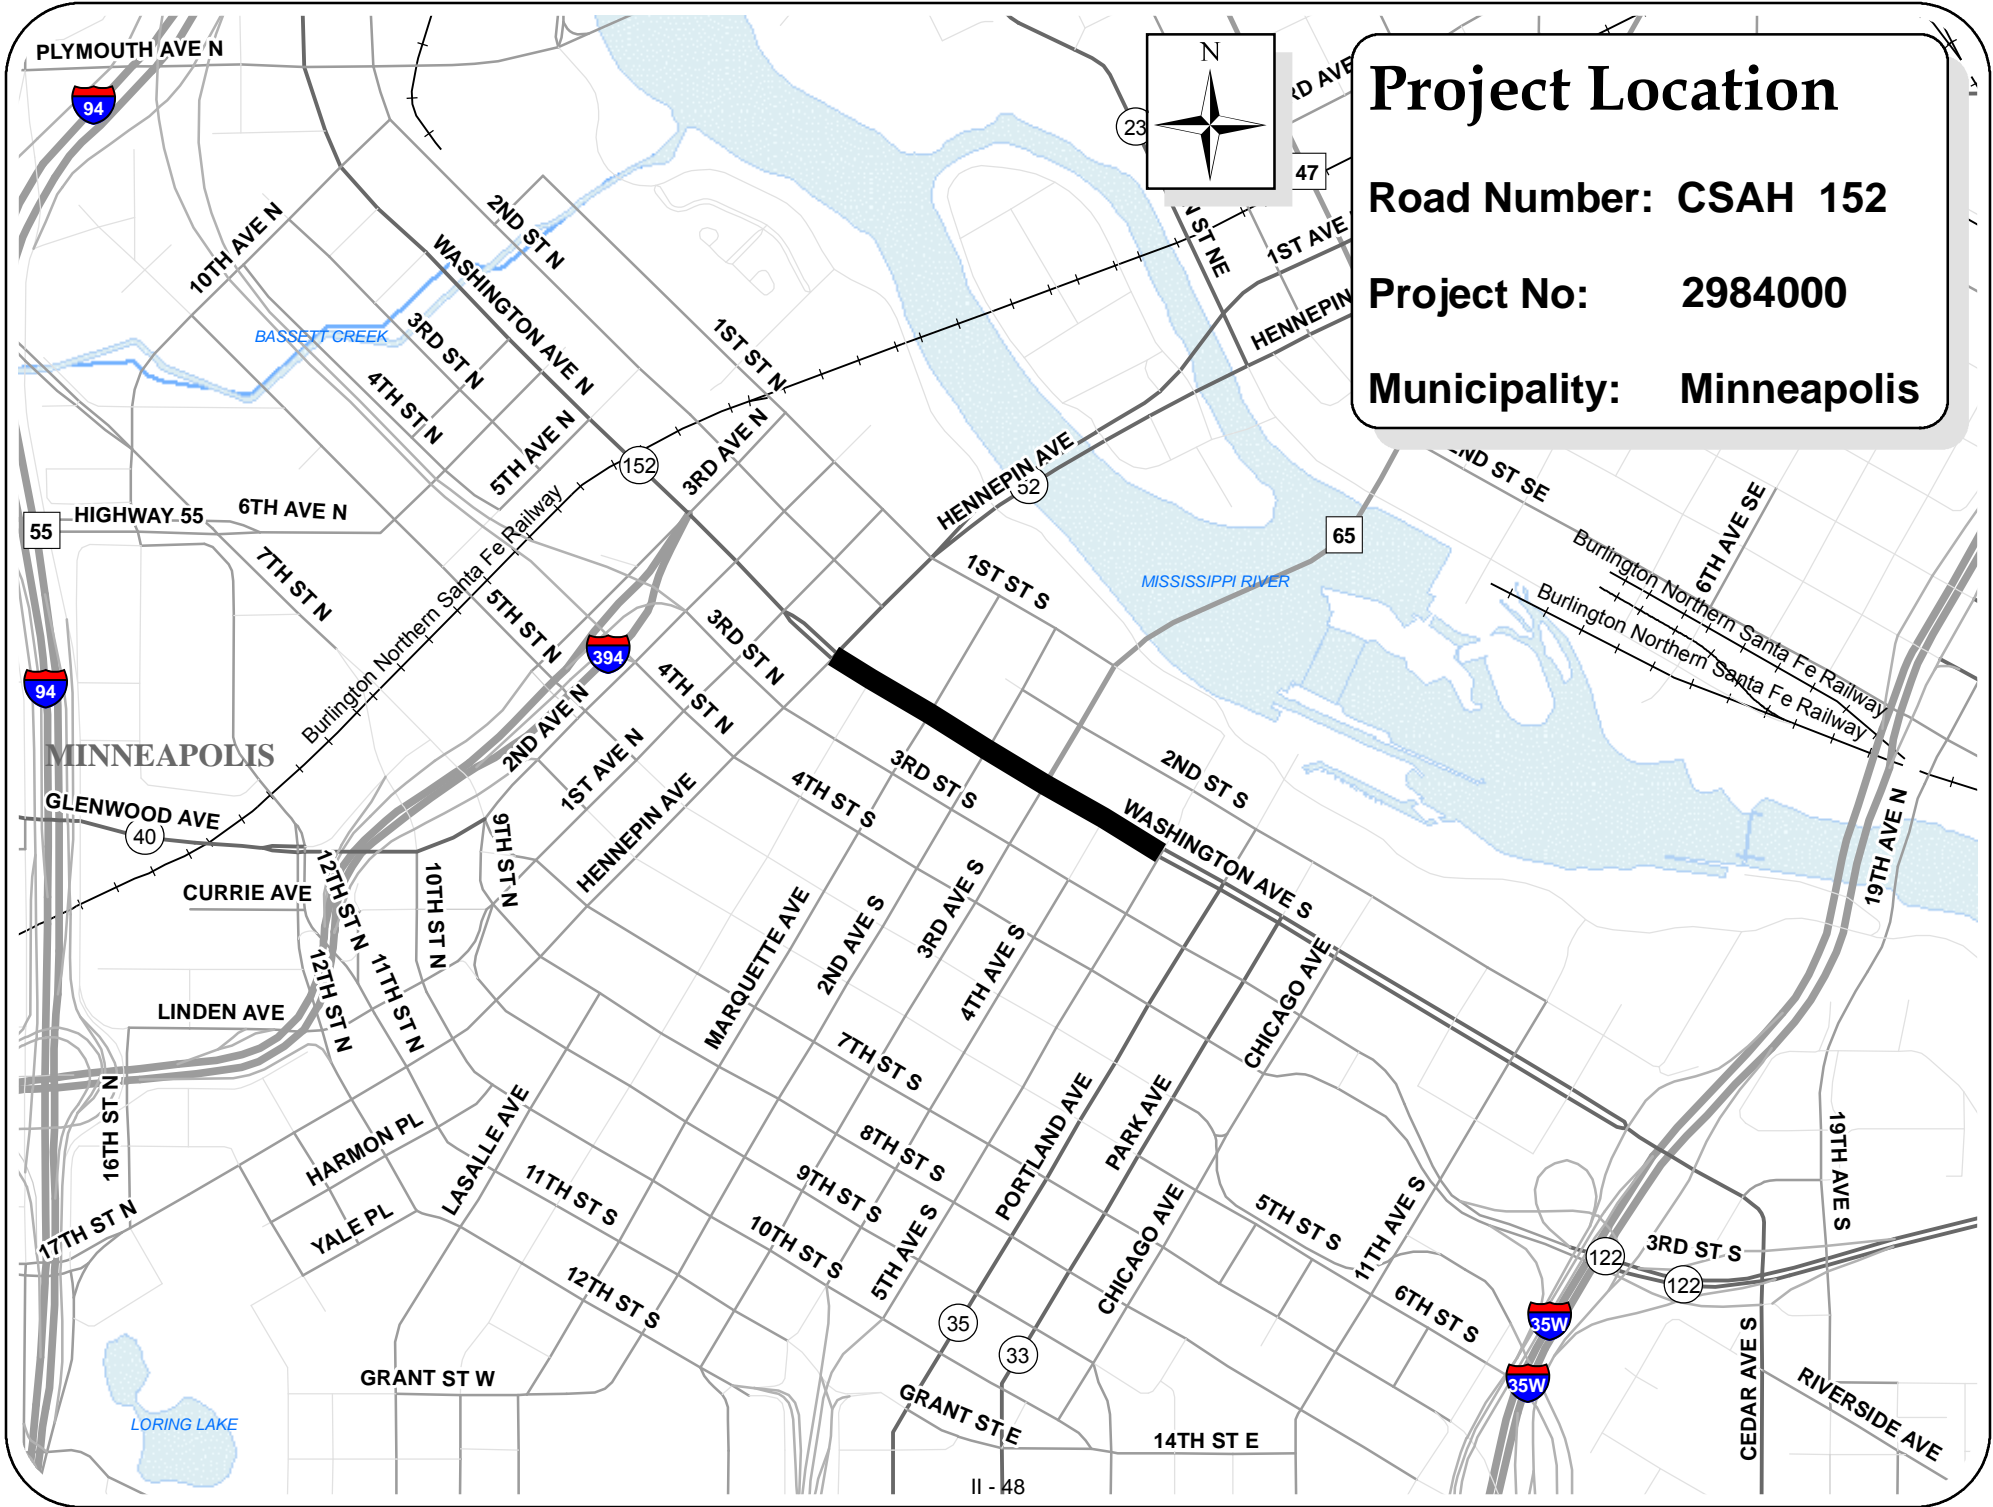 PLYMOUTH AVE N
94
N
23
RD AVE
47
Project Location
Road Number: CSAH 152
Project No: 2984000
Municipality: Minneapolis
10TH AVE N
2ND ST N
WASHINGTON AVE N
N ST NE
1ST AVE
HENNEPIN
BASSETT CREEK
3RD ST N
1ST ST N
4TH ST N
5TH AVE N
152
3RD AVE N
HENNEPIN AVE
52
ND ST SE
55
HIGHWAY 55
6TH AVE N
65
6TH AVE SE
Burlington Northern Santa Fe Railway
Burlington Northern Santa Fe Railway
Burlington Northern Santa Fe Railway
7TH ST N
5TH ST N
1ST ST S
MISSISSIPPI RIVER
394
3RD ST N
4TH ST N
94
MINNEAPOLIS
2ND AVE N
1ST AVE N
HENNEPIN AVE
3RD ST S
4TH ST S
2ND ST S
WASHINGTON AVE S
GLENWOOD AVE
40
CURRIE AVE
12TH ST N
10TH ST N
9TH ST N
19TH AVE N
MARQUETTE AVE
2ND AVE S
3RD AVE S
4TH AVE S
CHICAGO AVE
LINDEN AVE
12TH ST N
11TH ST N
16TH ST N
7TH ST S
HARMON PL
LASALLE AVE
PORTLAND AVE
PARK AVE
8TH ST S
9TH ST S
11TH ST S
10TH ST S
5TH AVE S
CHICAGO AVE
5TH ST S
11TH AVE S
19TH AVE S
17TH ST N
YALE PL
12TH ST S
122
3RD ST S
122
6TH ST S
35
33
35W
35W
GRANT ST W
GRANT ST E
14TH ST E
CEDAR AVE S
RIVERSIDE AVE
LORING LAKE
II - 48